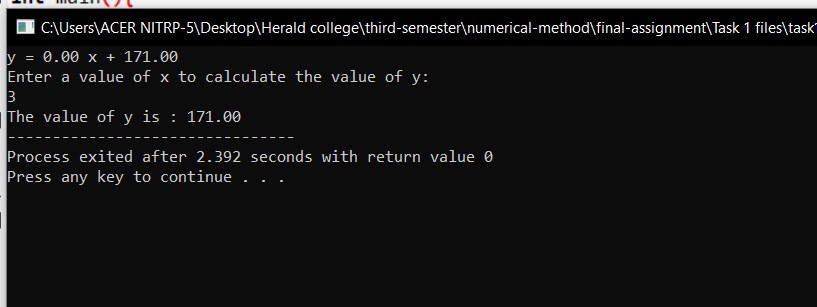 int main(){
C:\Users\ACER NITRP-5\Desktop\Herald college\third-semester\numerical-method\final-assignment\Task 1 files\task1
y = 0.00 x + 171.00
Enter a value of x to calculate the value of y:
3
The value of y is : 171.00
--------------------------------
Process exited after 2.392 seconds with return value 0
Press any key to continue . . .